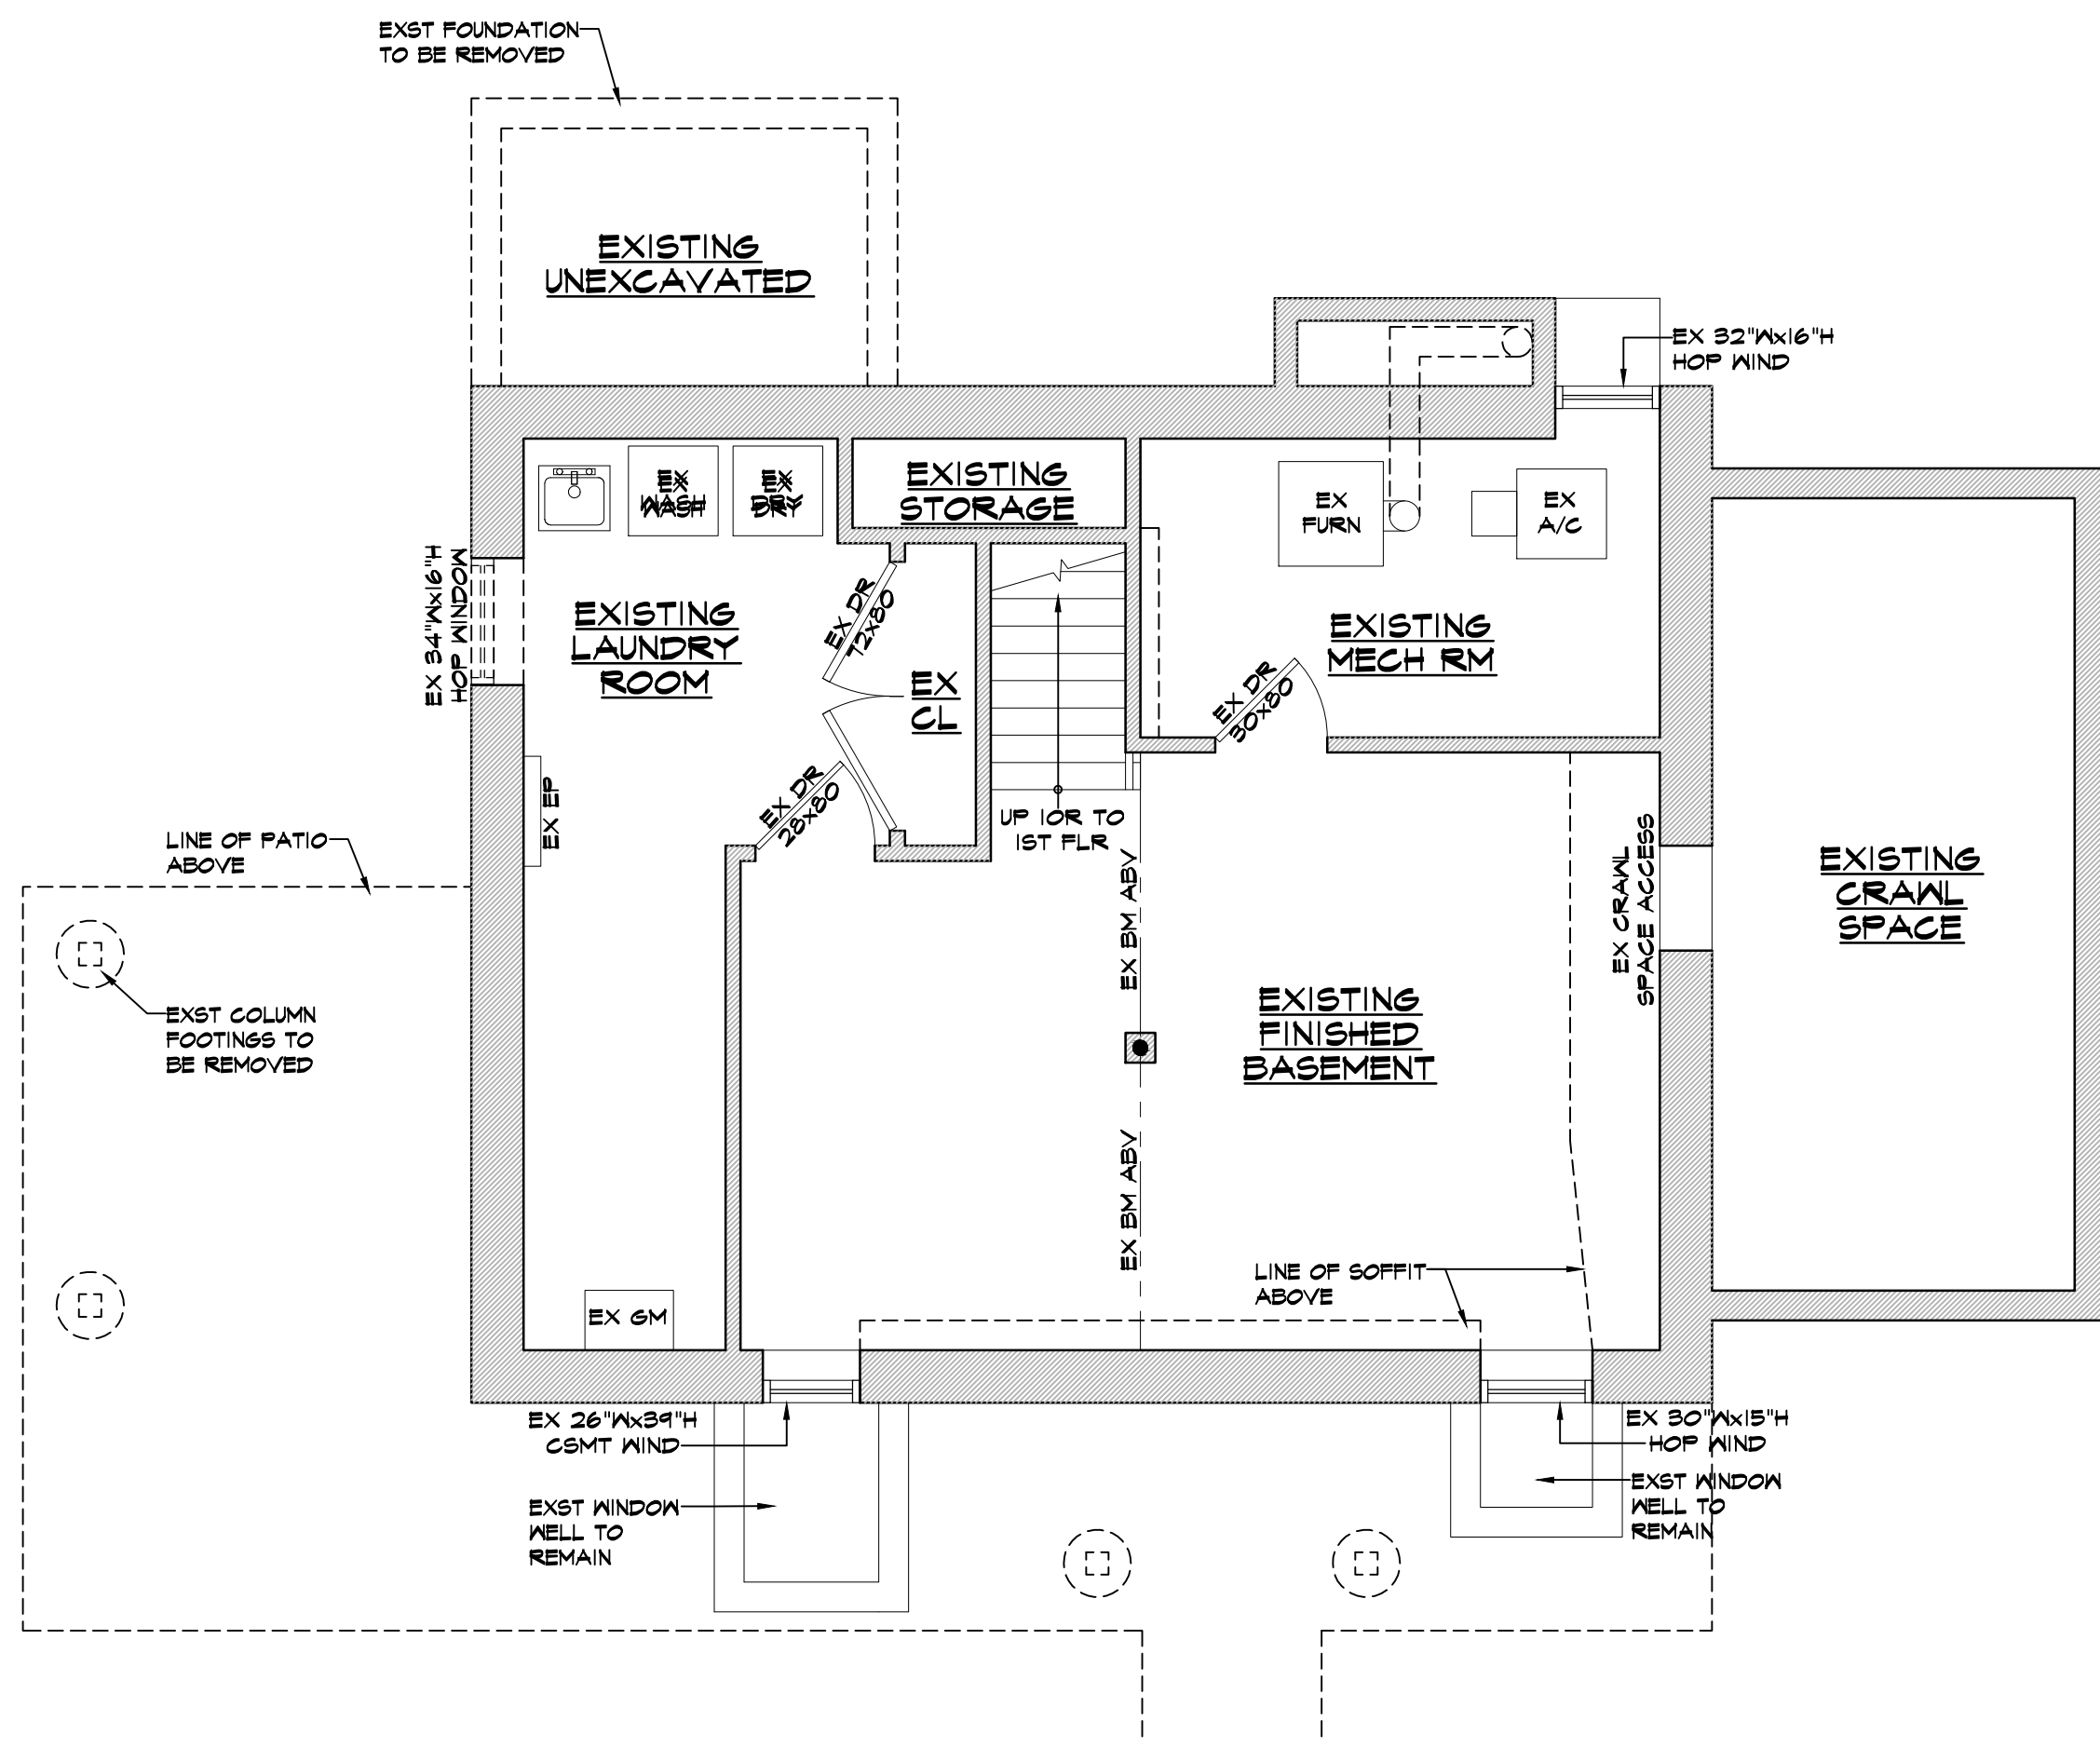 EXST FOUNDATION
TO BE REMOVED
EXISTING
UNEXCAVATED
EX 32"Wx16"H
HOP WIND
EX
WASH
EX
DRY
EXISTING
STORAGE
EX
FURN
EX
A/C
EX 34"Wx16"H
HOP WINDOW
EXISTING
LAUNDRY
ROOM
EX DR
72x80
EX
CL
EXISTING
MECH RM
EX DR
30x80
EX DR
28x80
EX EP
UP 10R TO
1ST FLR
LINE OF PATIO
ABOVE
EX BM ABV
EX CRAWL
SPACE ACCESS
EXISTING
CRAWL
SPACE
EXST COLUMN
FOOTINGS TO
BE REMOVED
EXISTING
FINISHED
BASEMENT
EX BM ABV
LINE OF SOFFIT
ABOVE
EX GM
EX 26"Wx39"H
CSMT WIND
EX 30"Wx15"H
HOP WIND
EXST WINDOW
WELL TO
REMAIN
EXST WINDOW
WELL TO
REMAIN